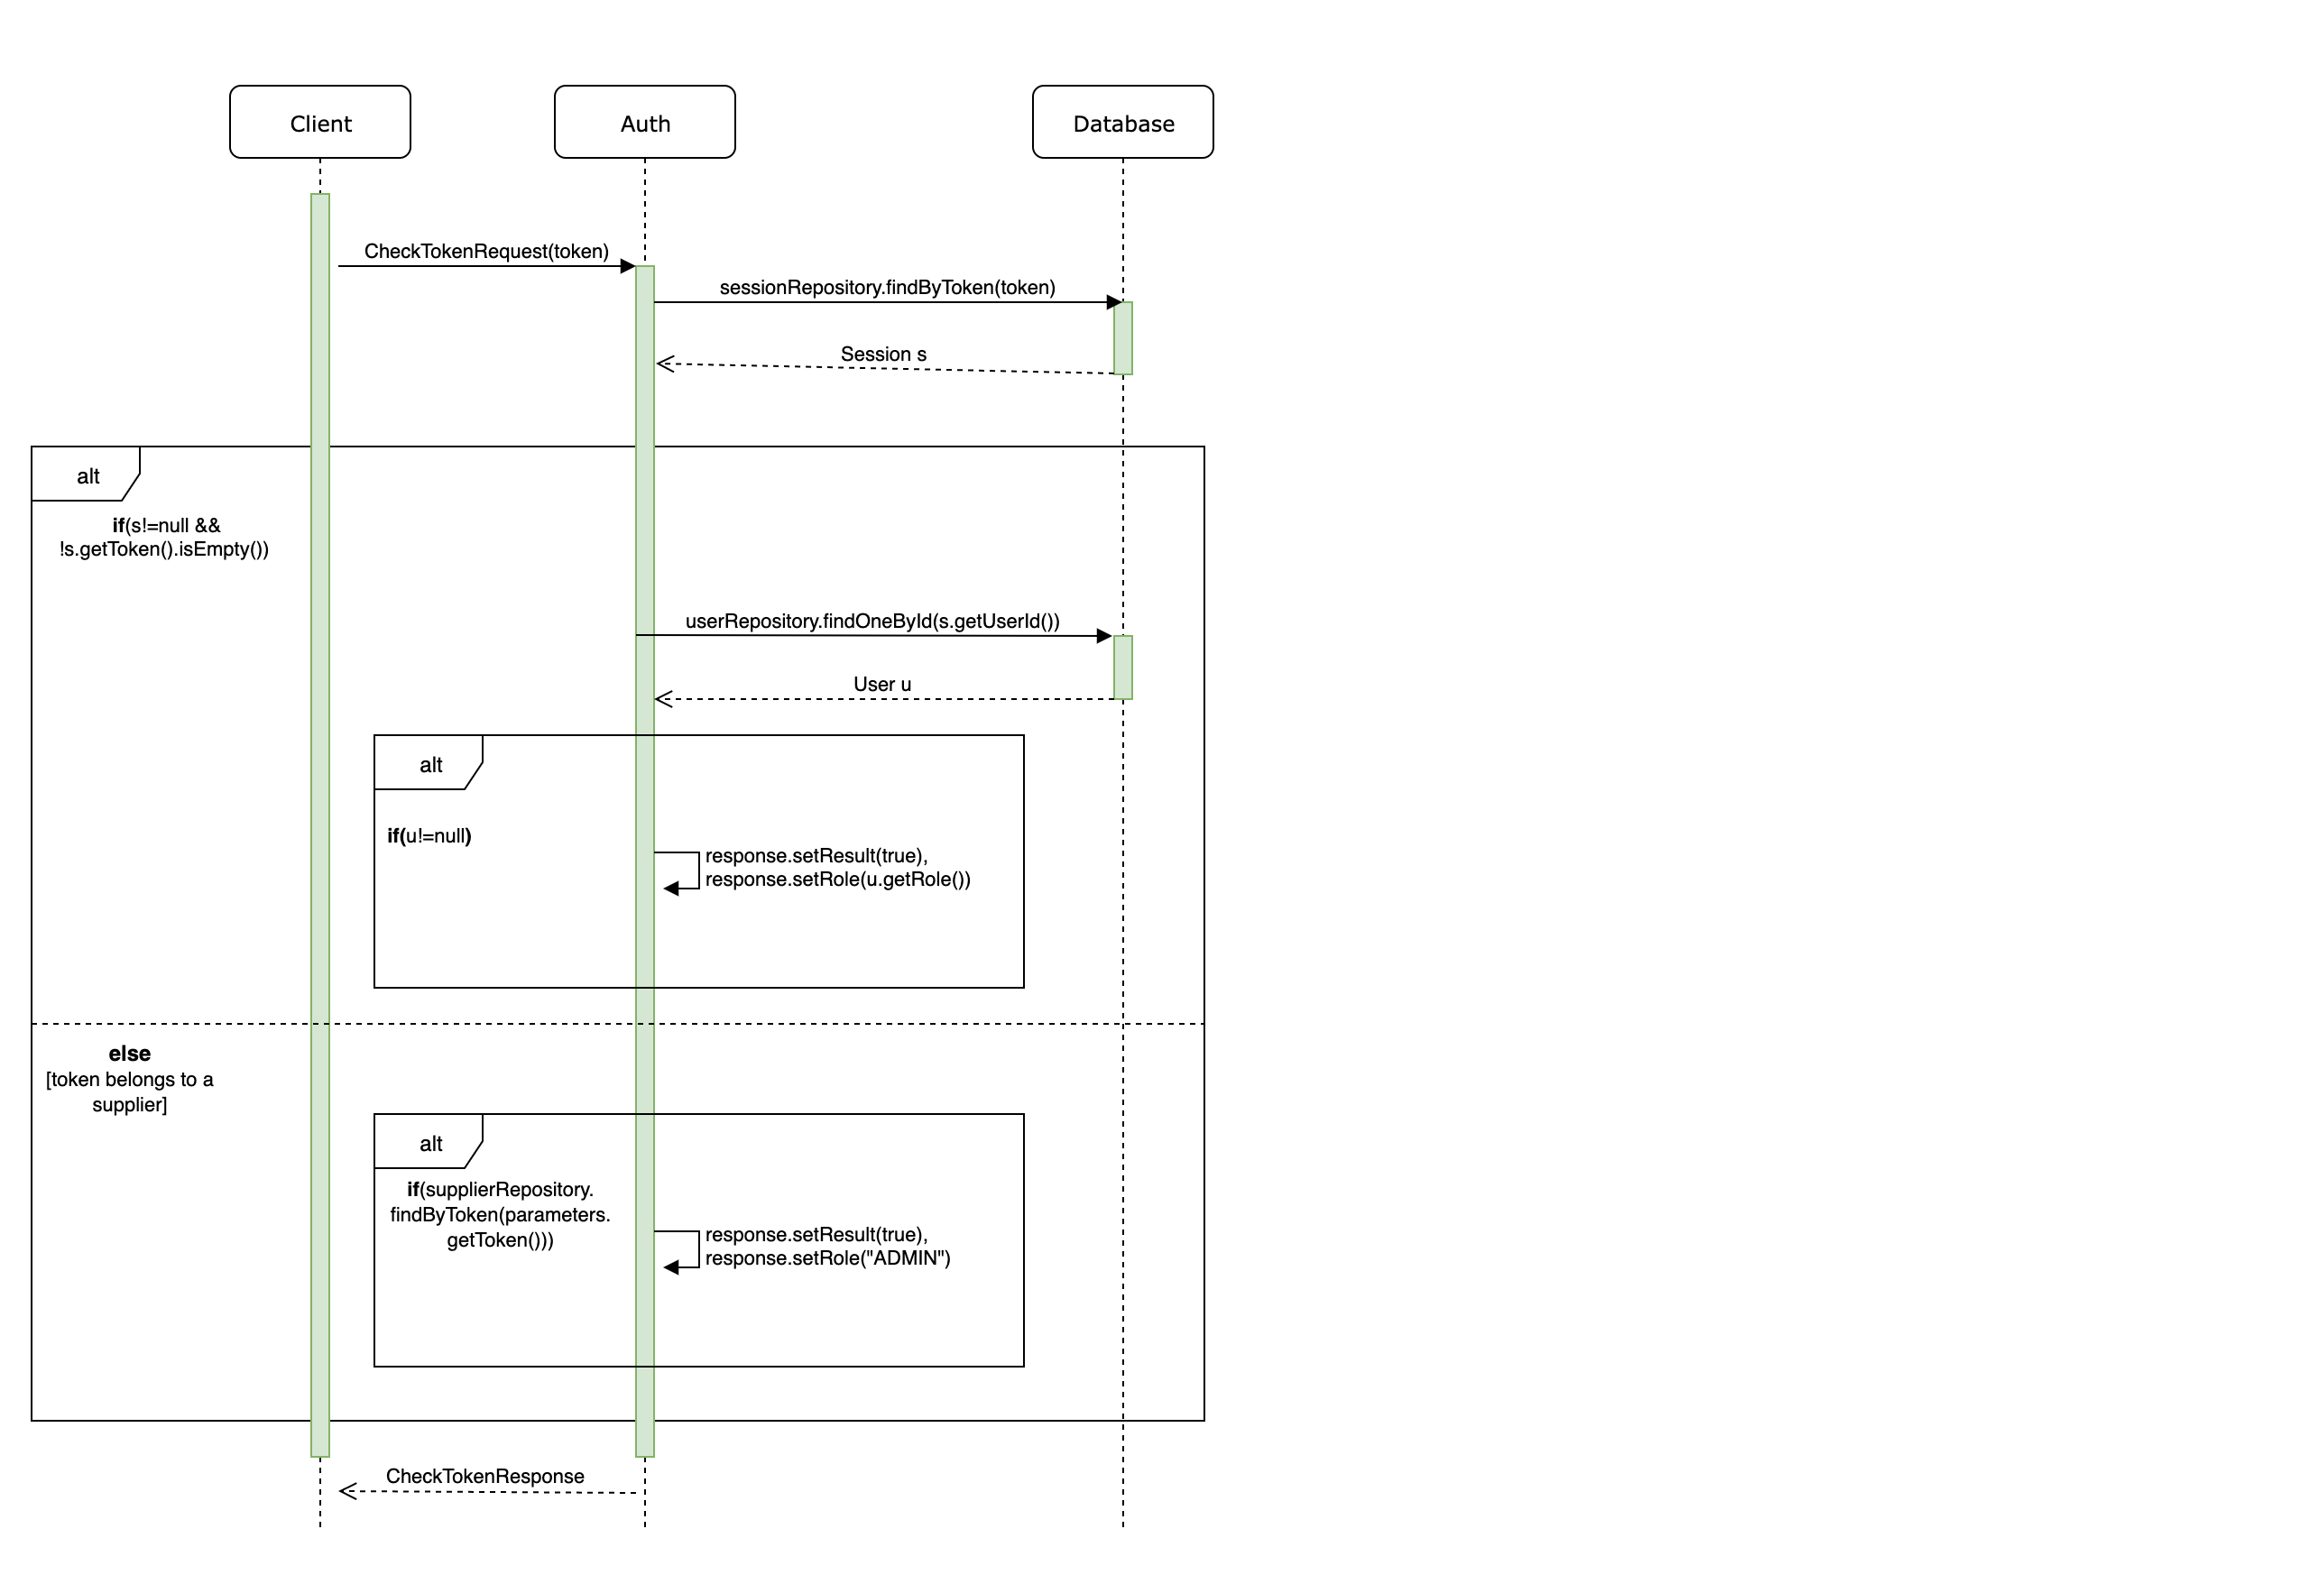 Client
Auth
Database
CheckTokenRequest(token)
sessionRepository.findByToken(token)
Session s
alt
if(s!=null &&
!s.getToken().isEmpty())
userRepository.findOneById(s.getUserId())
User u
alt
if(u!=null)
response.setResult(true),
response.setRole(u.getRole())
else
[token belongs to a
supplier]
alt
if(supplierRepository.
findByToken(parameters.
getToken()))
response.setResult(true),
response.setRole("ADMIN")
CheckTokenResponse